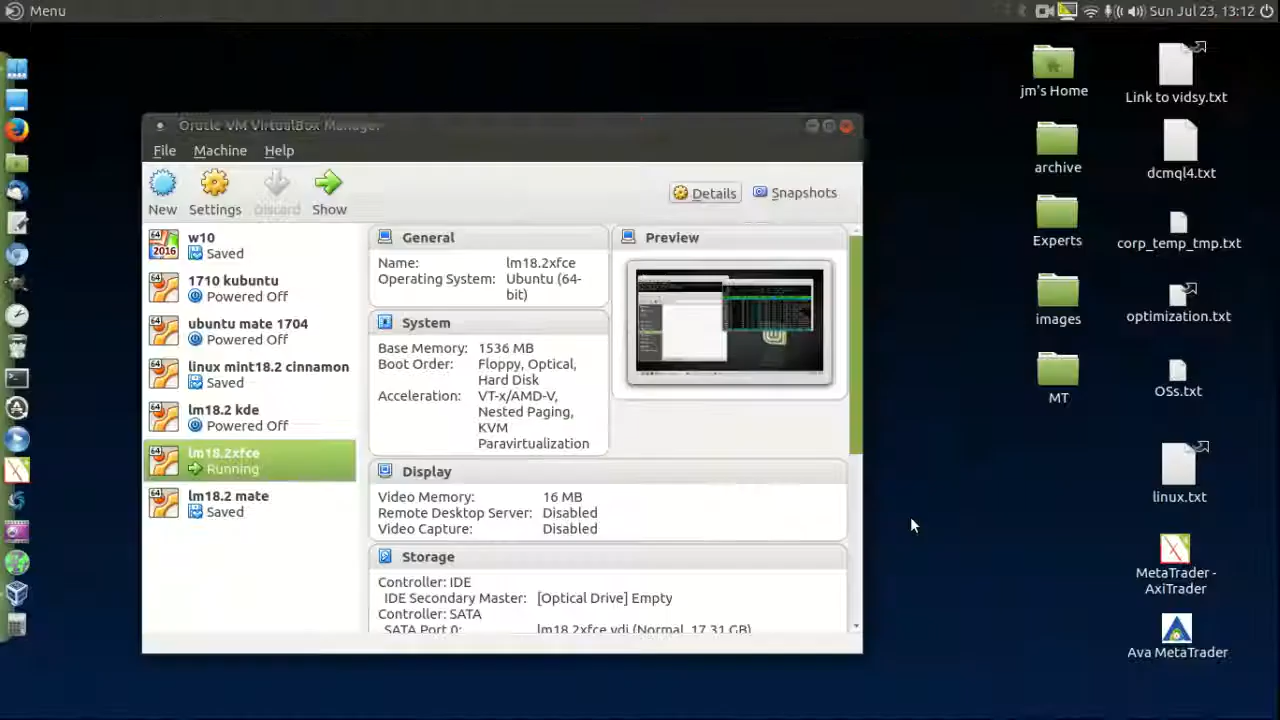 Menu
Sun Jul 23, 13:12
Oracle VM VirtualBox Manager
File Machine Help
New Settings Discard Show
Details Snapshots
w10
Saved
1710 kubuntu
Powered Off
ubuntu mate 1704
Powered Off
linux mint18.2 cinnamon
Saved
lm18.2 kde
Powered Off
lm18.2xfce
Running
lm18.2 mate
Saved
General
Name: lm18.2xfce
Operating System: Ubuntu (64-
bit)
System
Base Memory: 1536 MB
Boot Order: Floppy, Optical,
Hard Disk
Acceleration: VT-x/AMD-V,
Nested Paging,
KVM
Paravirtualization
Preview
Display
Video Memory: 16 MB
Remote Desktop Server: Disabled
Video Capture: Disabled
Storage
Controller: IDE
IDE Secondary Master: [Optical Drive] Empty
Controller: SATA
SATA Port 0: lm18.2xfce.vdi (Normal, 17.31 GB)
jm's Home
archive
Experts
images
MT
Link to vidsy.txt
dcmql4.txt
corp_temp_tmp.txt
optimization.txt
OSs.txt
linux.txt
MetaTrader -
AxiTrader
Ava MetaTrader